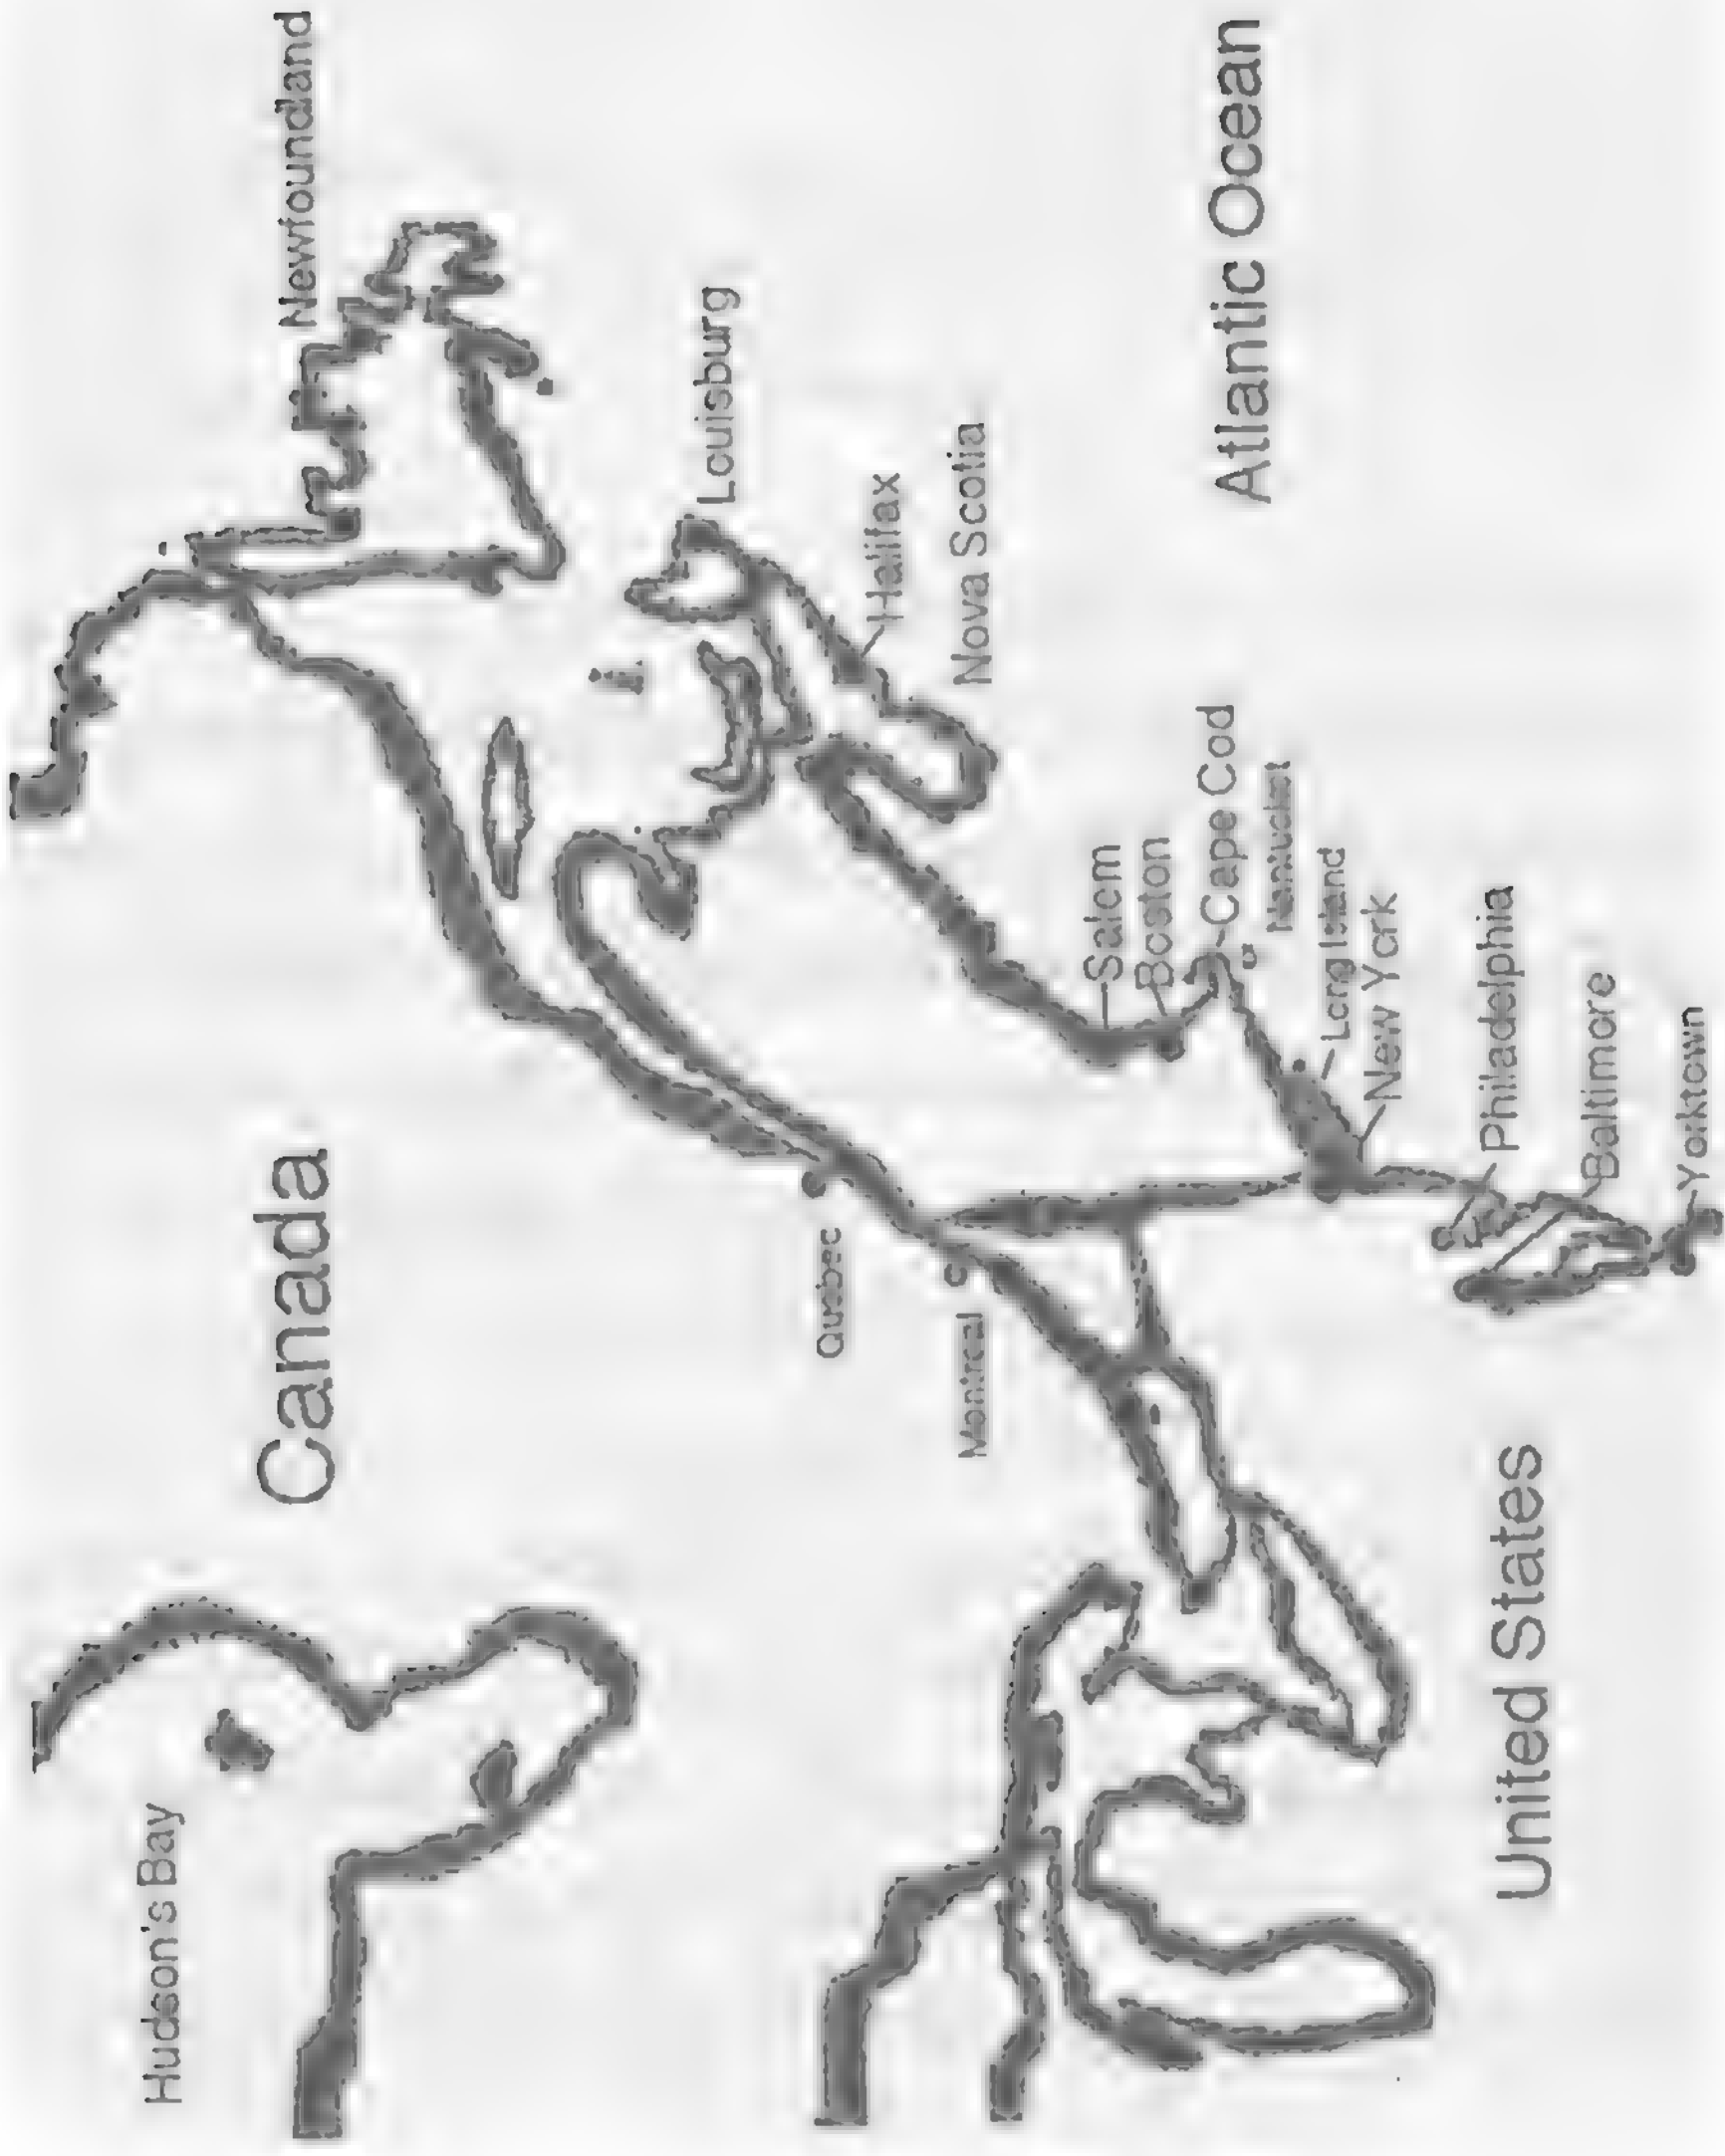 Newfoundland
Canada
Hudson's Bay
Louisburg
Halifax
Nova Scotia
Quebec
Montreal
Atlantic Ocean
Salem
Boston
Cape Cod
Nantucket
Long Island
New York
Philadelphia
Baltimore
Yorktown
United States